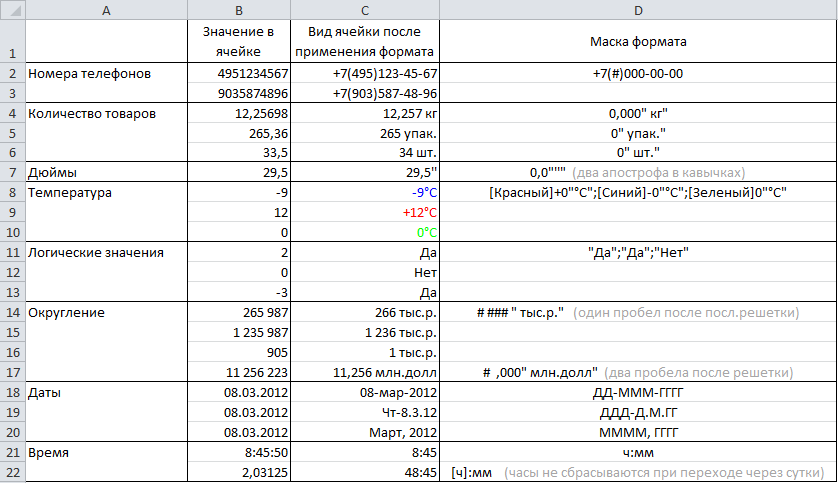 A B C D
1 Значение в ячейке Вид ячейки после применения формата Маска формата
2 Номера телефонов 4951234567 +7(495)123-45-67 +7(#)000-00-00
3 9035874896 +7(903)587-48-96
4 Количество товаров 12,25698 12,257 кг 0,000" кг"
5 265,36 265 упак. 0" упак."
6 33,5 34 шт. 0" шт."
7 Дюймы 29,5 29,5'' 0,0"''" (два апострофа в кавычках)
8 Температура -9 -9°C [Красный]+0"°C";[Синий]-0"°C";[Зеленый]0"°C"
9 12 +12°C
10 0 0°C
11 Логические значения 2 Да "Да";"Да";"Нет"
12 0 Нет
13 -3 Да
14 Округление 265 987 266 тыс.р. # ### " тыс.р." (один пробел после посл.решетки)
15 1 235 987 1 236 тыс.р.
16 905 1 тыс.р.
17 11 256 223 11,256 млн.долл #  ,000" млн.долл" (два пробела после решетки)
18 Даты 08.03.2012 08-мар-2012 ДД-МММ-ГГГГ
19 08.03.2012 Чт-8.3.12 ДДД-Д.М.ГГ
20 08.03.2012 Март, 2012 ММММ, ГГГГ
21 Время 8:45:50 8:45 ч:мм
22 2,03125 48:45 [ч]:мм (часы не сбрасываются при переходе через сутки)